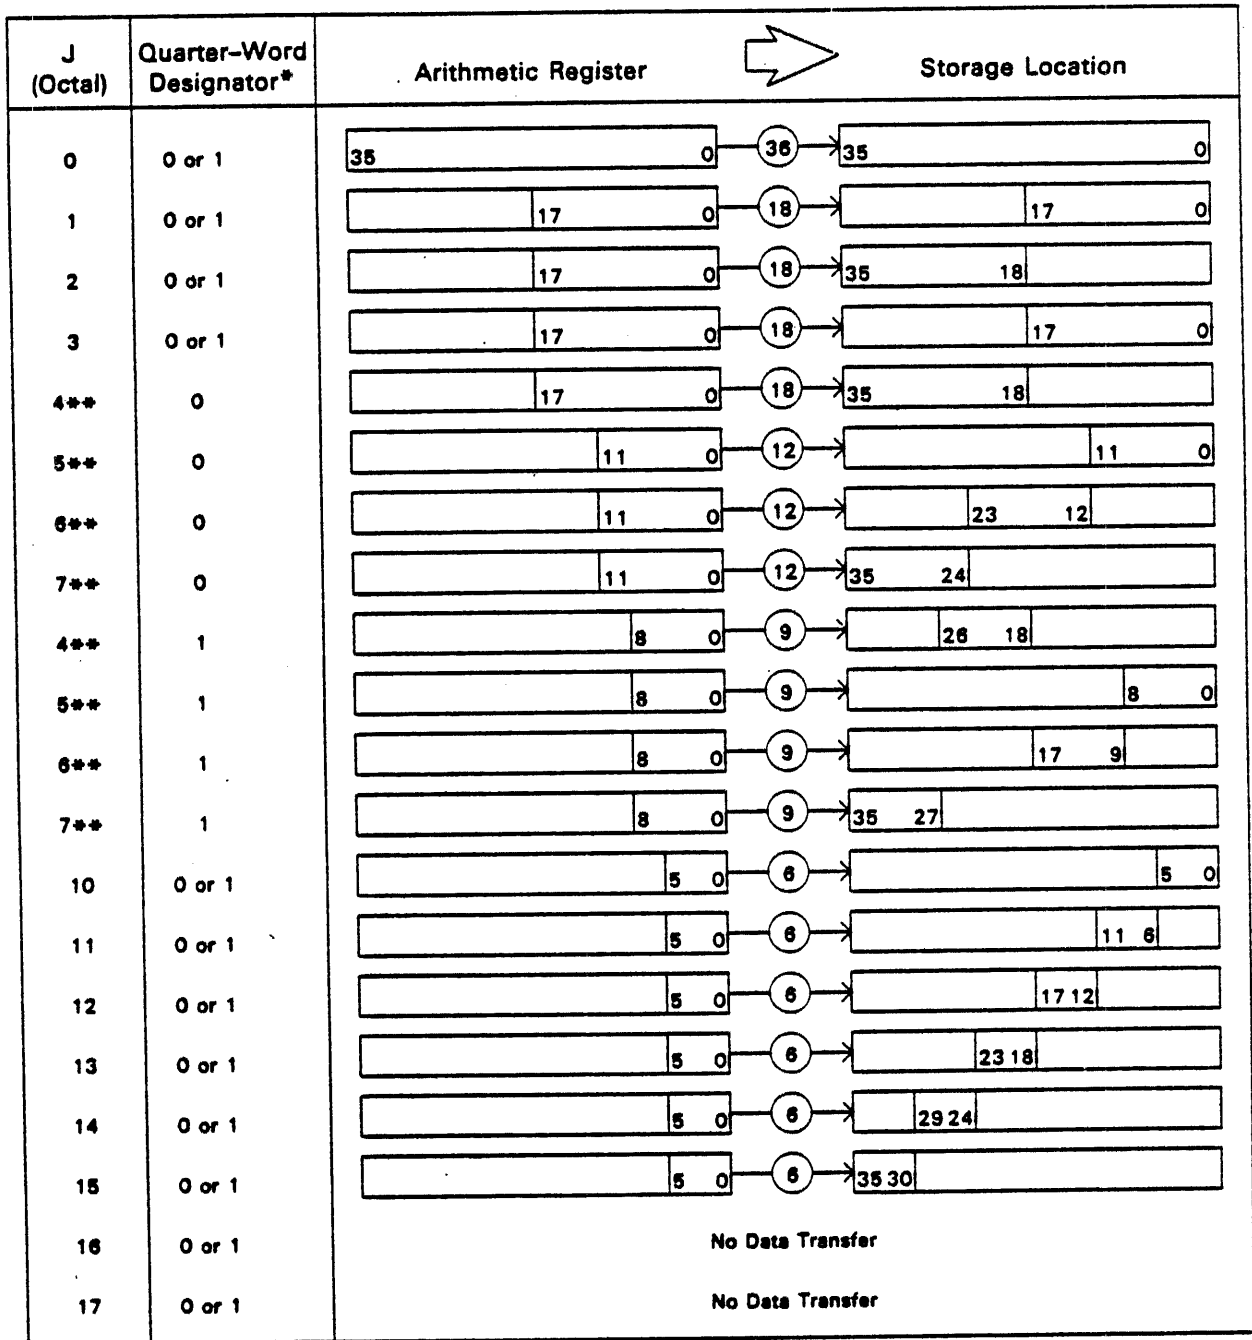 J
(Octal)
Quarter-Word
Designator*
Arithmetic Register
Storage Location
0 0 or 1 35 0 36 35 0
1 0 or 1 17 0 18 17 0
2 0 or 1 17 0 18 35 18
3 0 or 1 17 0 18 17 0
4** 0 17 0 18 35 18
5** 0 11 0 12 11 0
6** 0 11 0 12 23 12
7** 0 11 0 12 35 24
4** 1 8 0 9 26 18
5** 1 8 0 9 8 0
6** 1 8 0 9 17 9
7** 1 8 0 9 35 27
10 0 or 1 5 0 6 5 0
11 0 or 1 5 0 6 11 6
12 0 or 1 5 0 6 17 12
13 0 or 1 5 0 6 23 18
14 0 or 1 5 0 6 29 24
15 0 or 1 5 0 6 35 30
16 0 or 1 No Data Transfer
17 0 or 1 No Data Transfer